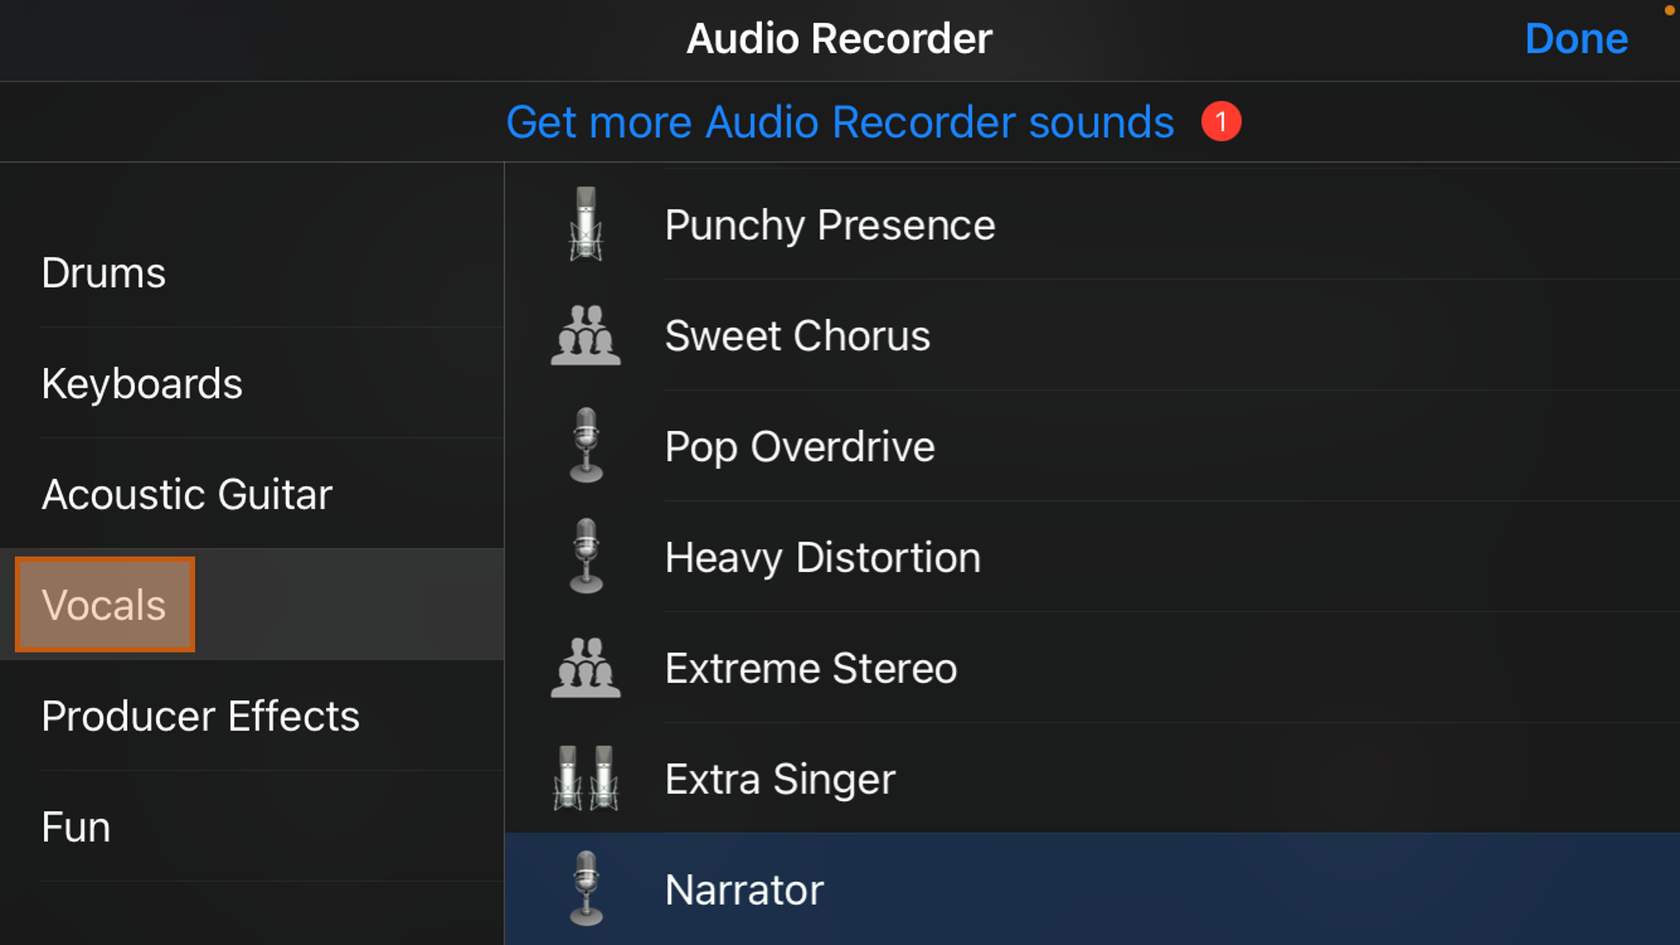 Audio Recorder
Done
Get more Audio Recorder sounds 1
Drums
Keyboards
Acoustic Guitar
Vocals
Producer Effects
Fun
Punchy Presence
Sweet Chorus
Pop Overdrive
Heavy Distortion
Extreme Stereo
Extra Singer
Narrator